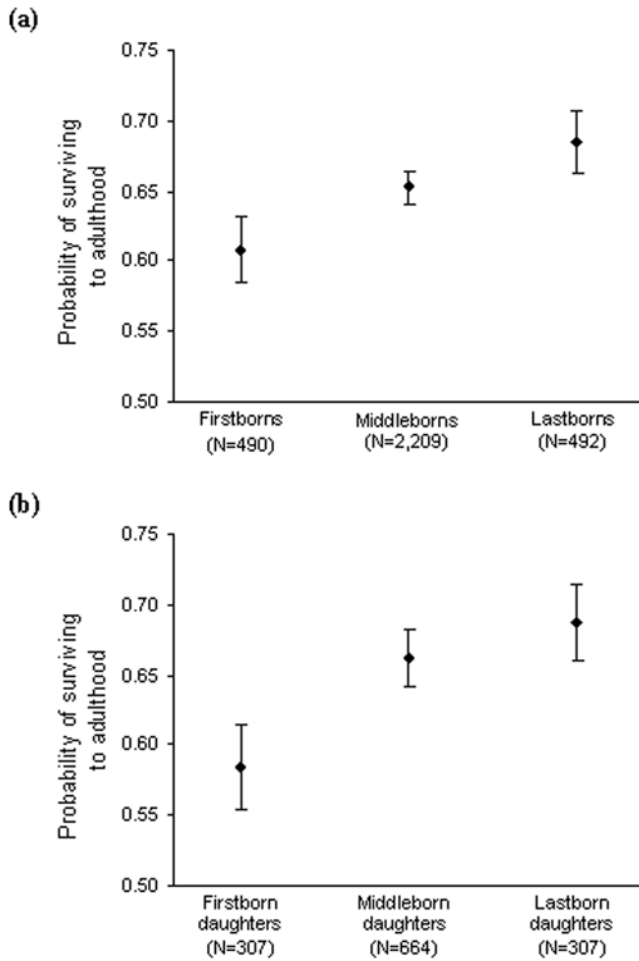 (a)
0.75
0.70
0.65
0.60
0.55
0.50
Probability of surviving
to adulthood
Firstborns
(N=490)
Middleborns
(N=2,209)
Lastborns
(N=492)
(b)
0.75
0.70
0.65
0.60
0.55
0.50
Probability of surviving
to adulthood
Firstborn
daughters
(N=307)
Middleborn
daughters
(N=664)
Lastborn
daughters
(N=307)